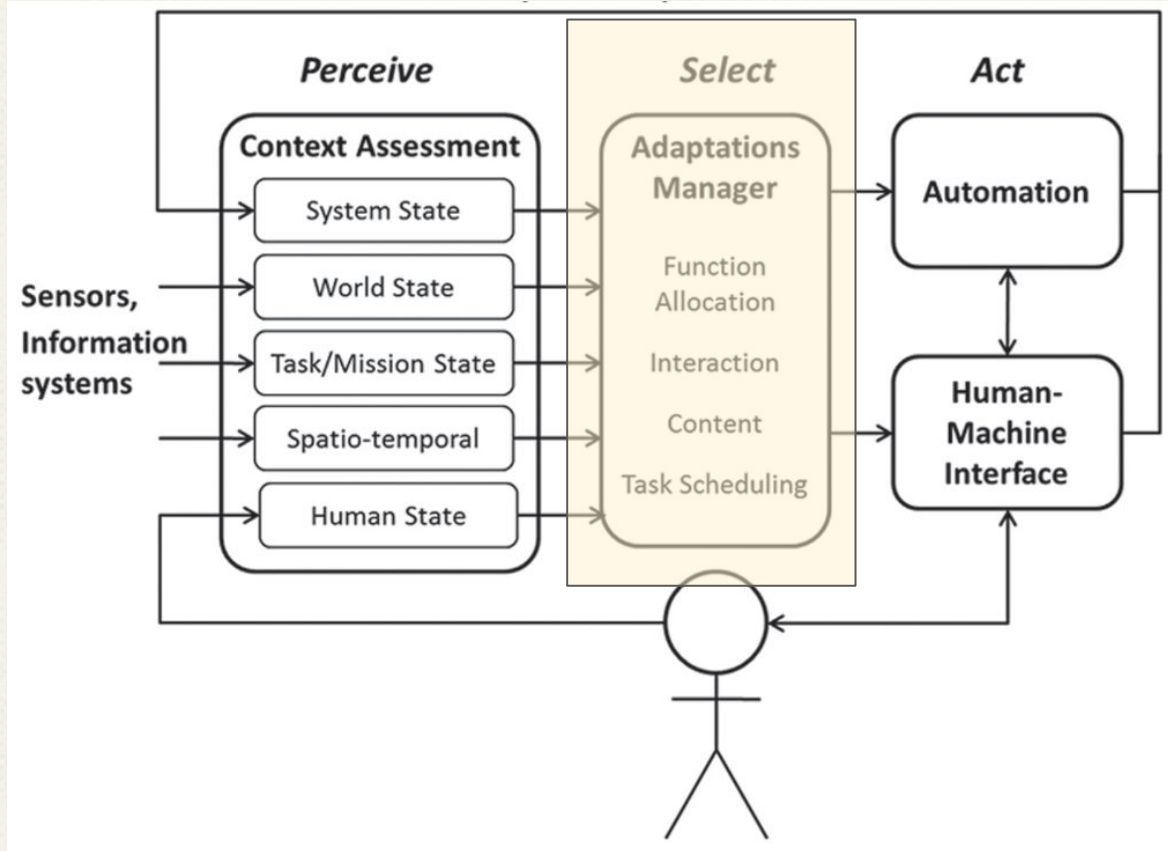 Perceive
Select
Act
Sensors,
Information
systems
Context Assessment
System State
World State
Task/Mission State
Spatio-temporal
Human State
Adaptations
Manager
Function
Allocation
Interaction
Content
Task Scheduling
Automation
Human-
Machine
Interface